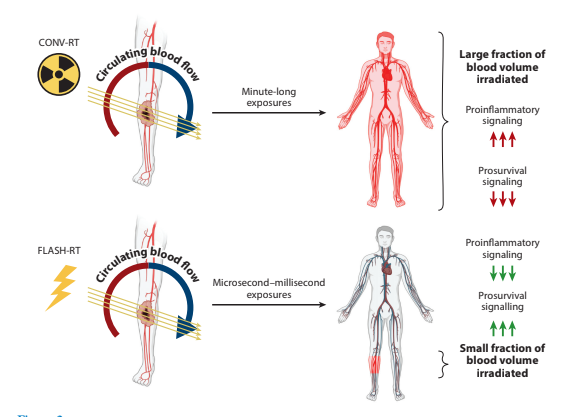 CONV-RT
Circulating blood flow
Minute-long
exposures
Large fraction of
blood volume
irradiated
Proinflammatory
signaling
Prosurvival
signaling
FLASH-RT
Circulating blood flow
Microsecond–millisecond
exposures
Proinflammatory
signaling
Prosurvival
signalling
Small fraction of
blood volume
irradiated